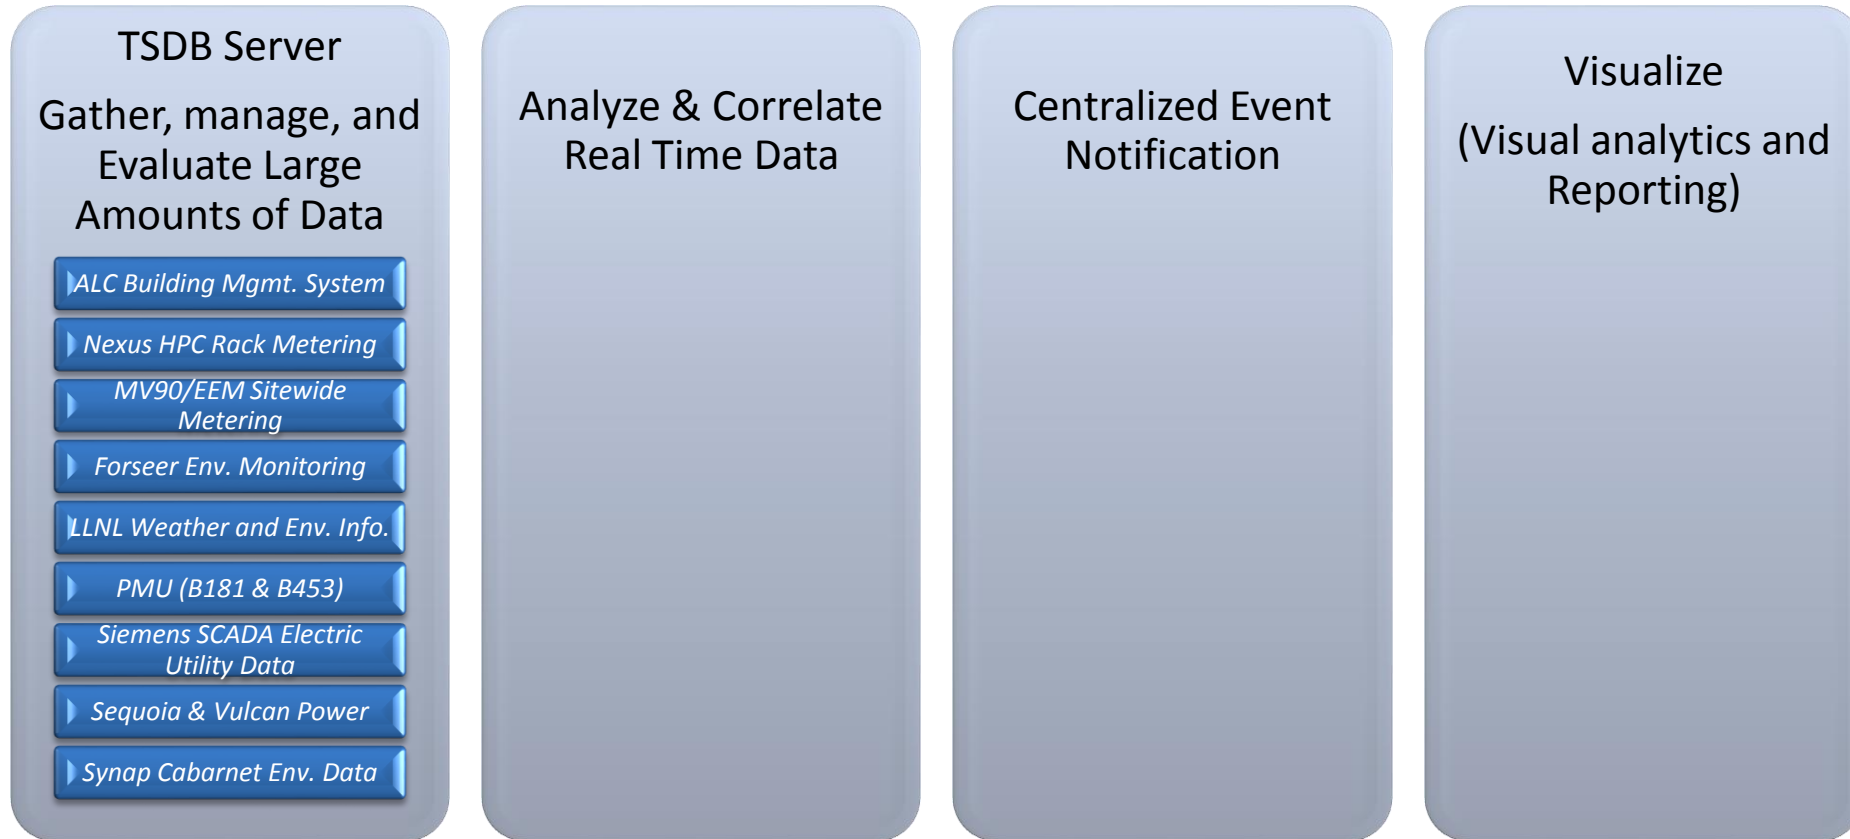 TSDB Server
Gather, manage, and
Evaluate Large
Amounts of Data
ALC Building Mgmt. System
Nexus HPC Rack Metering
MV90/EEM Sitewide
Metering
Forseer Env. Monitoring
LLNL Weather and Env. Info.
PMU (B181 & B453)
Siemens SCADA Electric
Utility Data
Sequoia & Vulcan Power
Synap Cabarnet Env. Data
Analyze & Correlate
Real Time Data
Centralized Event
Notification
Visualize
(Visual analytics and
Reporting)